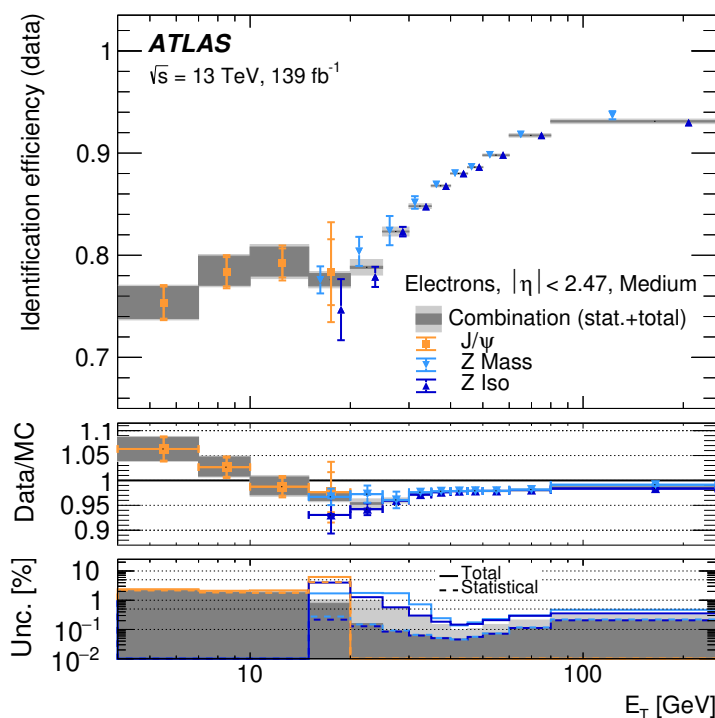 ATLAS
√s = 13 TeV, 139 fb⁻¹
Identification efficiency (data)
1
0.9
0.8
0.7
Electrons, |η| < 2.47, Medium
Combination (stat.+total)
J/ψ
Z Mass
Z Iso
Data/MC
1.1
1.05
1
0.95
0.9
Unc. [%]
10
1
10⁻¹
10⁻²
Total
Statistical
10
10²
E_T [GeV]